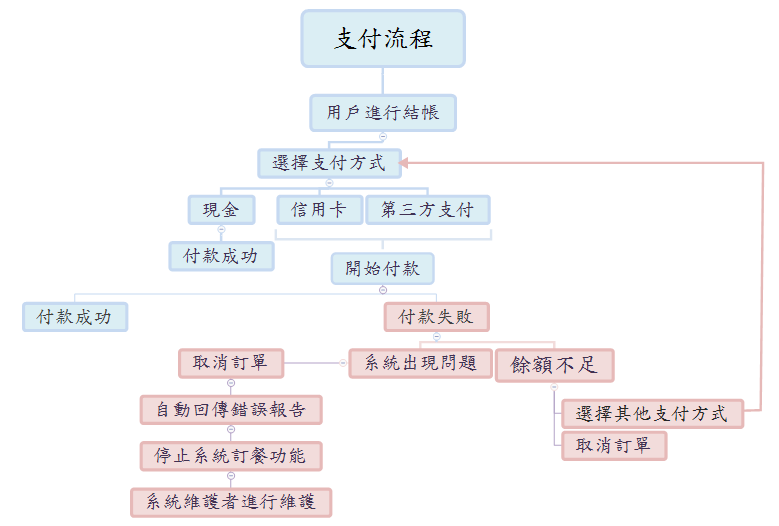 支付流程
用戶進行結帳
選擇支付方式
現金
信用卡
第三方支付
付款成功
開始付款
付款成功
付款失敗
取消訂單
系統出現問題
餘額不足
自動回傳錯誤報告
選擇其他支付方式
取消訂單
停止系統訂餐功能
系統維護者進行維護